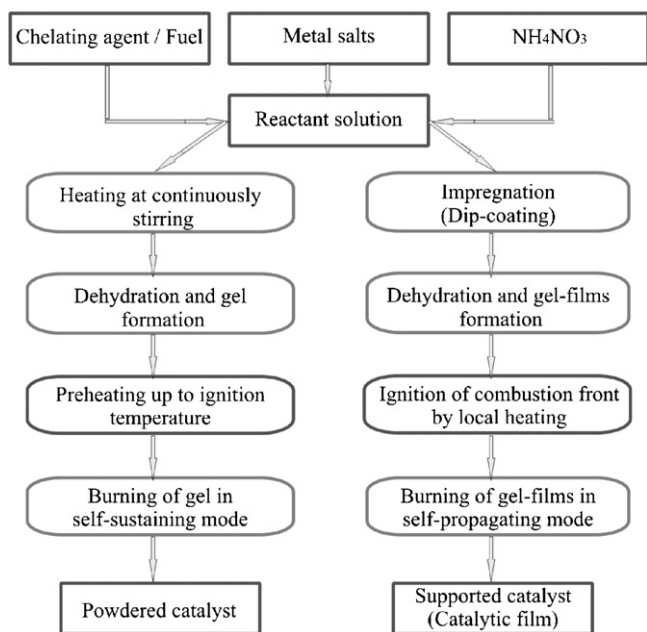 Chelating agent / Fuel
Metal salts
NH4NO3
Reactant solution
Heating at continuously
stirring
Impregnation
(Dip-coating)
Dehydration and gel
formation
Dehydration and gel-films
formation
Preheating up to ignition
temperature
Ignition of combustion front
by local heating
Burning of gel in
self-sustaining mode
Burning of gel-films in
self-propagating mode
Powdered catalyst
Supported catalyst
(Catalytic film)